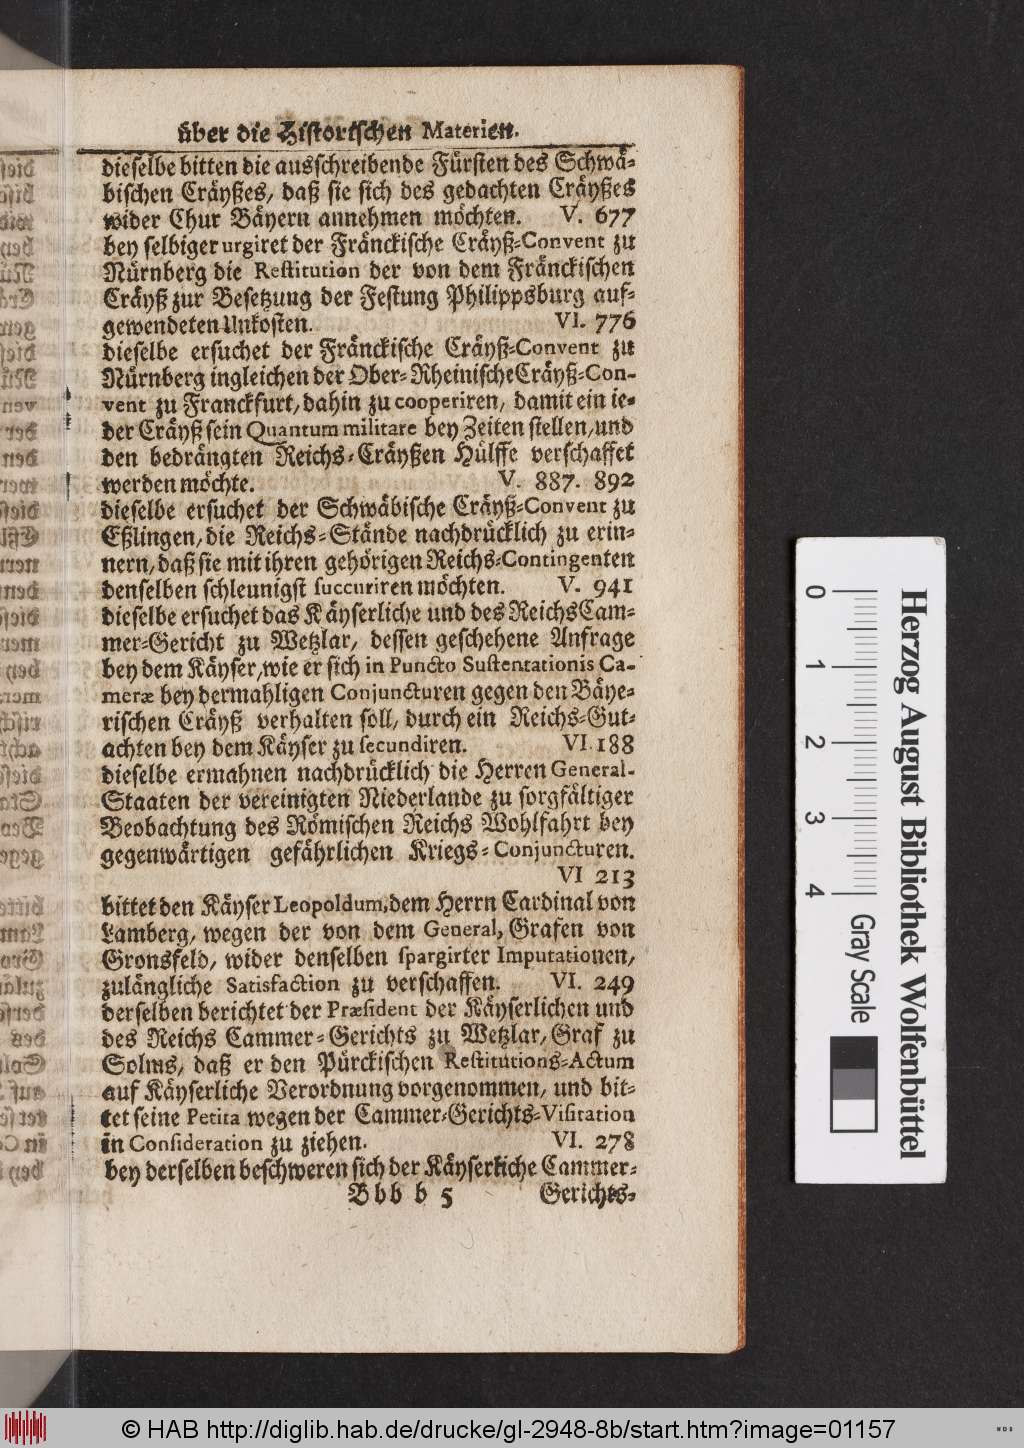 über die Historischen Materien.
dieselbe bitten die ausschreibende Fürsten des Schwä-
bischen Cräyßes, daß sie sich des gedachten Cräyßes
wider Chur Bäyern annehmen möchten. V. 677
bey selbiger urgiret der Fränckische Cräyß-Convent zu
Nürnberg die Restitution der von dem Fränckischen
Cräyß zur Besetzung der Festung Philippsburg auf-
gewendeten Unkosten. VI. 776
dieselbe ersuchet der Fränckische Cräyß-Convent zu
Nürnberg ingleichen der Ober-Rheinische Cräyß-Con-
vent zu Franckfurt, dahin zu cooperiren, damit ein ie-
der Cräyß sein Quantum militare bey Zeiten stellen, und
den bedrängten Reichs-Cräyßen Hülffe verschaffet
werden möchte. V. 887. 892
dieselbe ersuchet der Schwäbische Cräyß-Convent zu
Eßlingen, die Reichs-Stände nachdrücklich zu erin-
nern, daß sie mit ihren gehörigen Reichs-Contingenten
denselben schleunigst succuriren möchten. V. 941
dieselbe ersuchet das Käyserliche und des Reichs Cam-
mer-Gericht zu Wetzlar, dessen geschehene Anfrage
bey dem Käyser, wie er sich in Puncto Sustentationis Ca-
meræ bey dermahligen Conjuncturen gegen den Bäye-
rischen Cräyß verhalten soll, durch ein Reichs-Gut-
achten bey dem Käyser zu secundiren. VI. 188
dieselbe ermahnen nachdrücklich die Herren General-
Staaten der vereinigten Niederlande zu sorgfältiger
Beobachtung des Römischen Reichs Wohlfahrt bey
gegenwärtigen gefährlichen Kriegs-Conjuncturen.
VI 213
bittet den Käyser Leopoldum, dem Herrn Cardinal von
Lamberg, wegen der von dem General, Grafen von
Gronsfeld, wider denselben spargirter Imputationen,
zulängliche Satisfaction zu verschaffen. VI. 249
derselben berichtet der Præsident der Käyserlichen und
des Reichs Cammer-Gerichts zu Wetzlar, Graf zu
Solms, daß er den Pürckischen Restitutions-Actum
auf Käyserliche Verordnung vorgenommen, und bit-
tet seine Petita wegen der Cammer-Gerichts-Visitation
in Consideration zu ziehen. VI. 278
bey derselben beschweren sich der Käyserliche Cammer-
Bbb b 5 Gerichts-
0 1 2 3 4 Gray Scale
Herzog August Bibliothek Wolfenbüttel
© HAB http://diglib.hab.de/drucke/gl-2948-8b/start.htm?image=01157